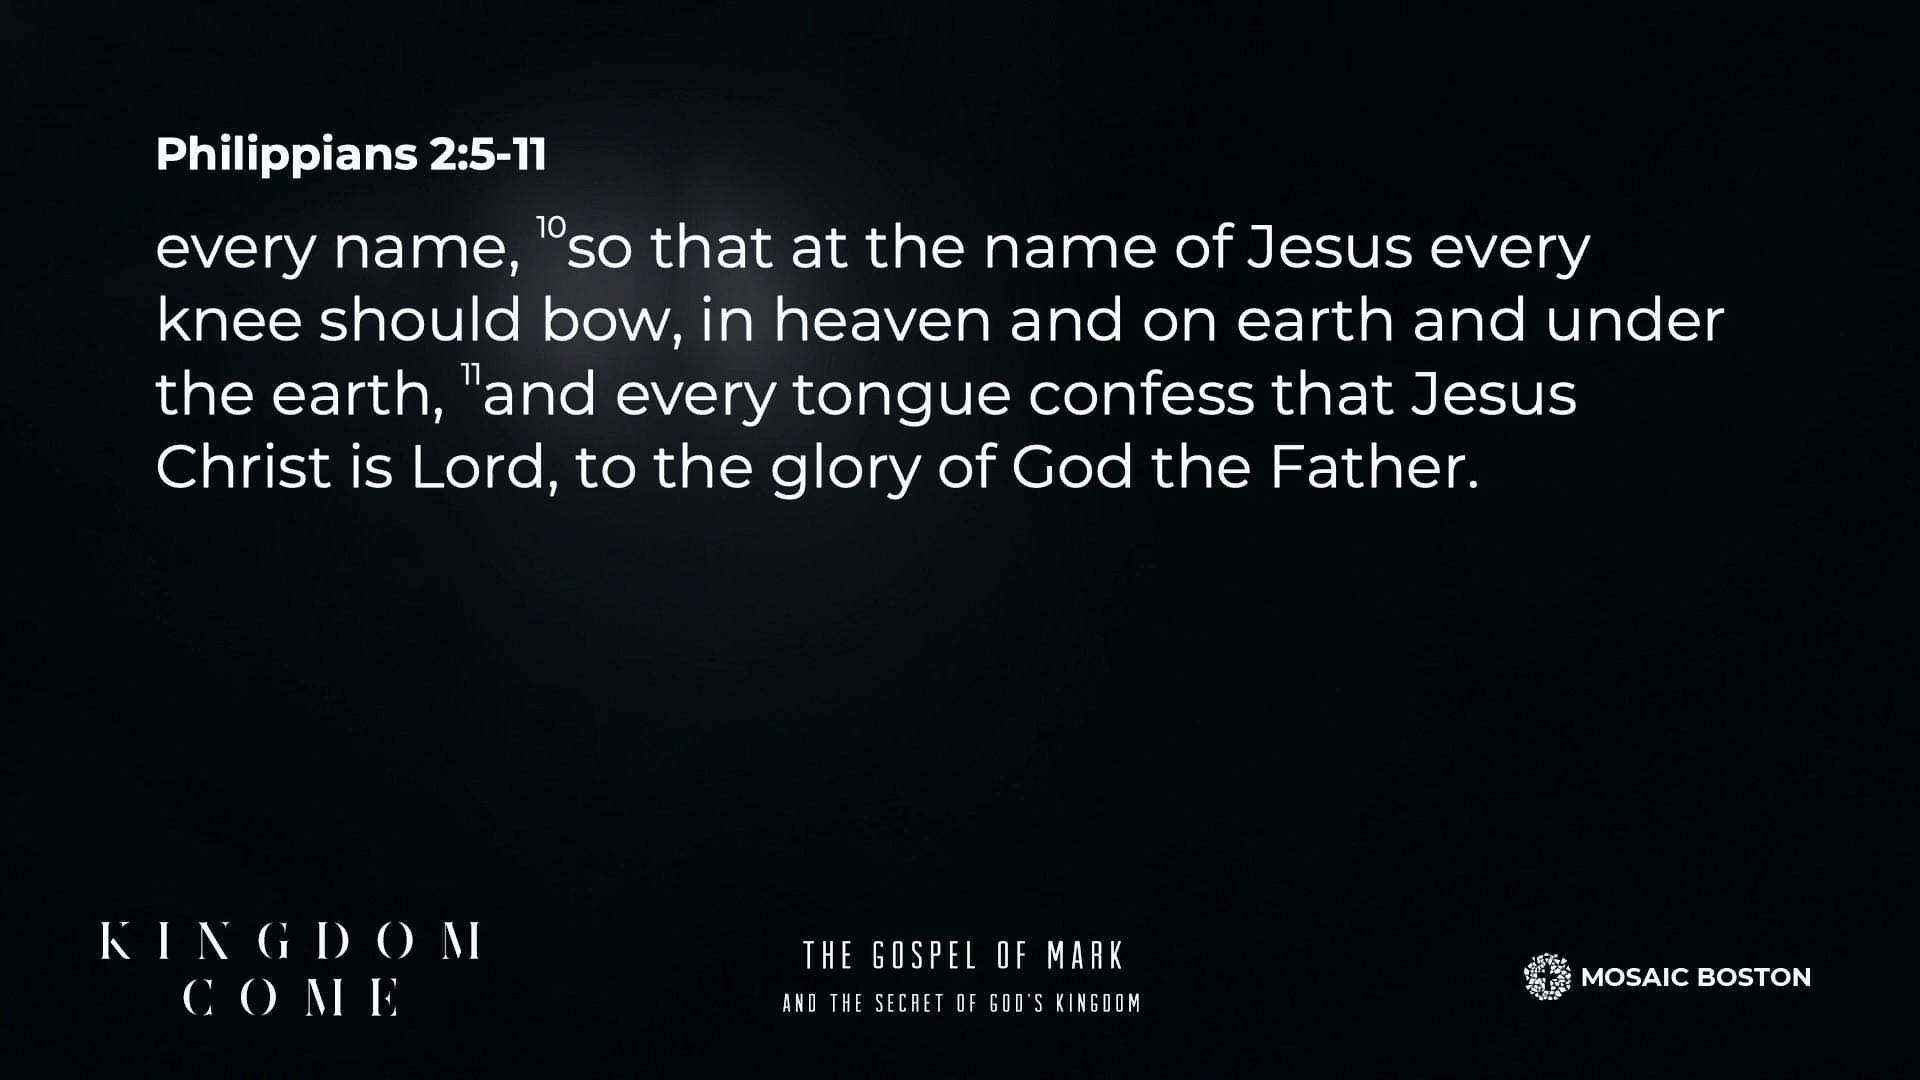 Philippians 2:5-11
every name, ¹⁰so that at the name of Jesus every
knee should bow, in heaven and on earth and under
the earth, ¹¹and every tongue confess that Jesus
Christ is Lord, to the glory of God the Father.
KINGDOM
COME
THE GOSPEL OF MARK
AND THE SECRET OF GOD'S KINGDOM
MOSAIC BOSTON